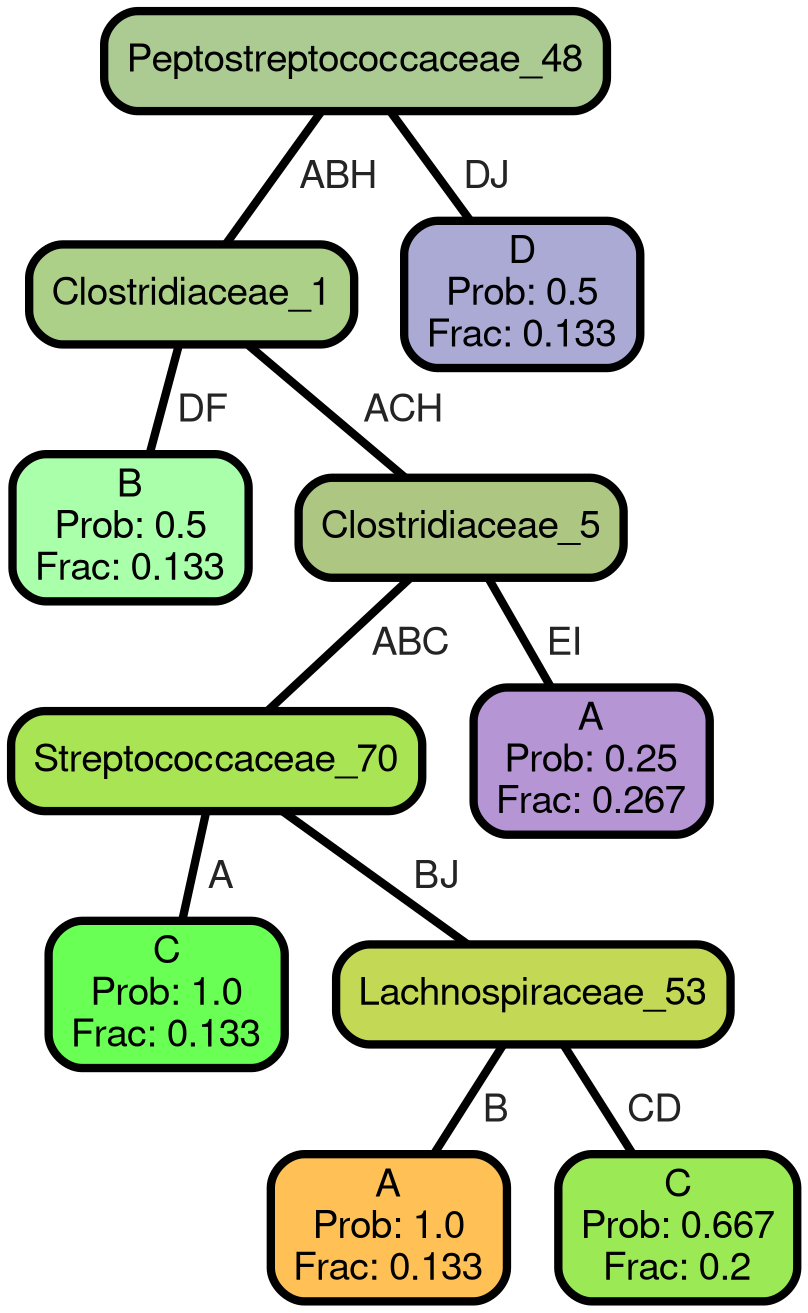 Peptostreptococcaceae_48
ABH
DJ
D
Prob: 0.5
Frac: 0.133
Clostridiaceae_1
DF
ACH
B
Prob: 0.5
Frac: 0.133
Clostridiaceae_5
ABC
EI
A
Prob: 0.25
Frac: 0.267
Streptococcaceae_70
A
BJ
C
Prob: 1.0
Frac: 0.133
Lachnospiraceae_53
B
CD
A
Prob: 1.0
Frac: 0.133
C
Prob: 0.667
Frac: 0.2